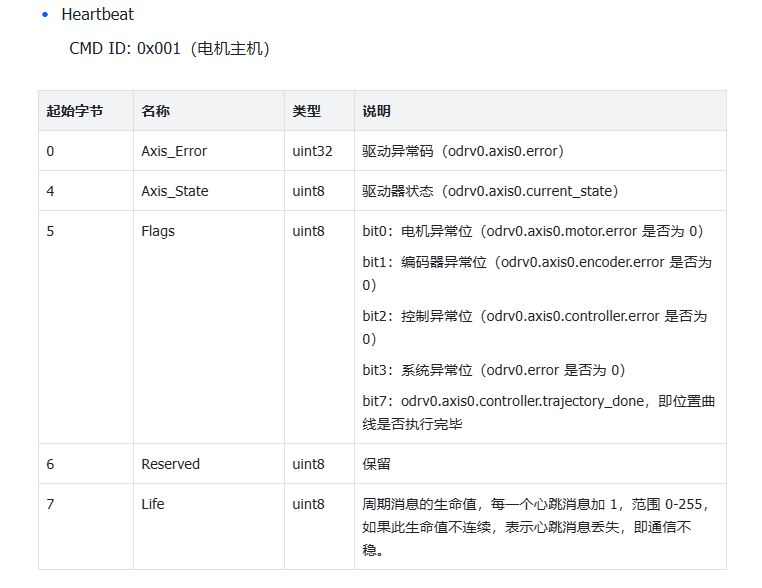 • Heartbeat
CMD ID: 0x001（电机主机）
起始字节 名称 类型 说明
0 Axis_Error uint32 驱动异常码（odrv0.axis0.error）
4 Axis_State uint8 驱动器状态（odrv0.axis0.current_state）
5 Flags uint8 bit0：电机异常位（odrv0.axis0.motor.error 是否为 0）
bit1：编码器异常位（odrv0.axis0.encoder.error 是否为
0）
bit2：控制异常位（odrv0.axis0.controller.error 是否为
0）
bit3：系统异常位（odrv0.error 是否为 0）
bit7：odrv0.axis0.controller.trajectory_done，即位置曲
线是否执行完毕
6 Reserved uint8 保留
7 Life uint8 周期消息的生命值，每一个心跳消息加 1，范围 0-255，
如果此生命值不连续，表示心跳消息丢失，即通信不
稳。